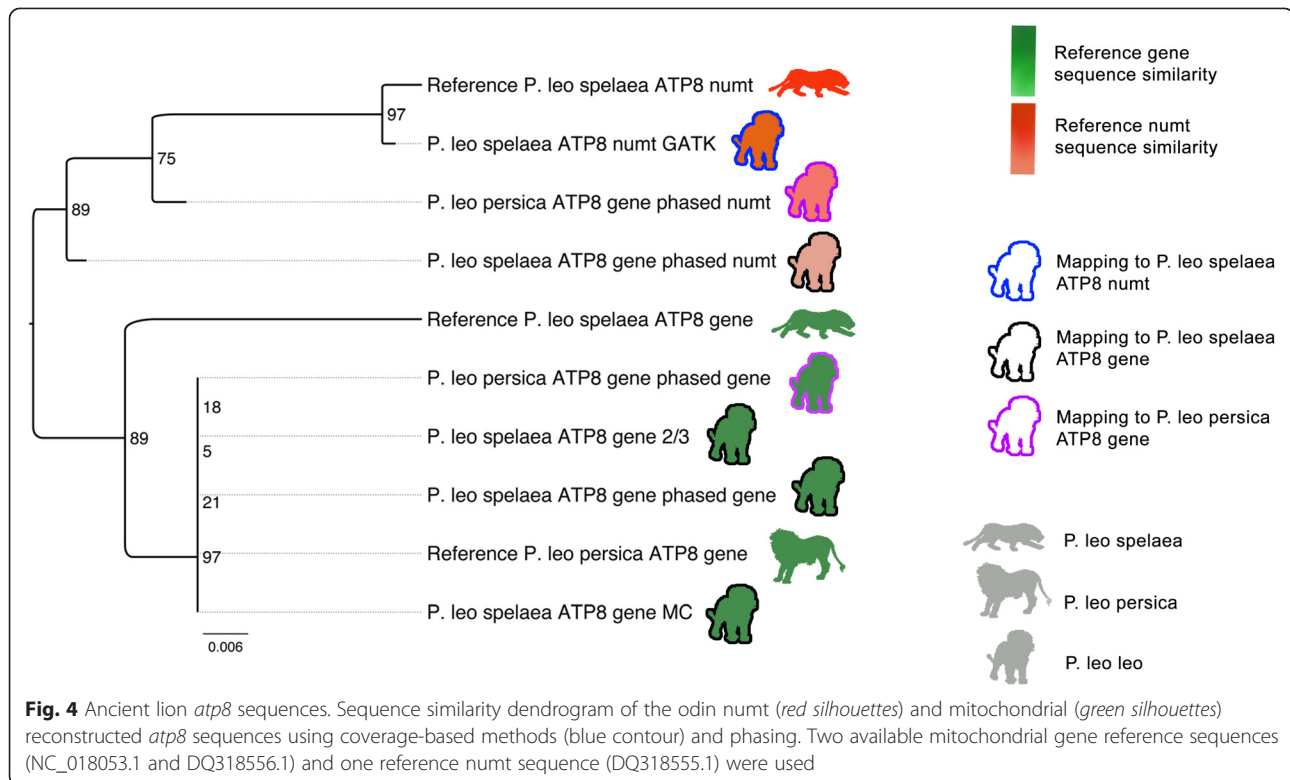 Reference P. leo spelaea ATP8 numt
97
P. leo spelaea ATP8 numt GATK
75
P. leo persica ATP8 gene phased numt
89
P. leo spelaea ATP8 gene phased numt
Reference P. leo spelaea ATP8 gene
P. leo persica ATP8 gene phased gene
18
89
P. leo spelaea ATP8 gene 2/3
5
21
P. leo spelaea ATP8 gene phased gene
97
Reference P. leo persica ATP8 gene
P. leo spelaea ATP8 gene MC
0.006
Reference gene
sequence similarity
Reference numt
sequence similarity
Mapping to P. leo spelaea
ATP8 numt
Mapping to P. leo spelaea
ATP8 gene
Mapping to P. leo persica
ATP8 gene
P. leo spelaea
P. leo persica
P. leo leo
Fig. 4 Ancient lion atp8 sequences. Sequence similarity dendrogram of the odin numt (red silhouettes) and mitochondrial (green silhouettes)
reconstructed atp8 sequences using coverage-based methods (blue contour) and phasing. Two available mitochondrial gene reference sequences
(NC_018053.1 and DQ318556.1) and one reference numt sequence (DQ318555.1) were used